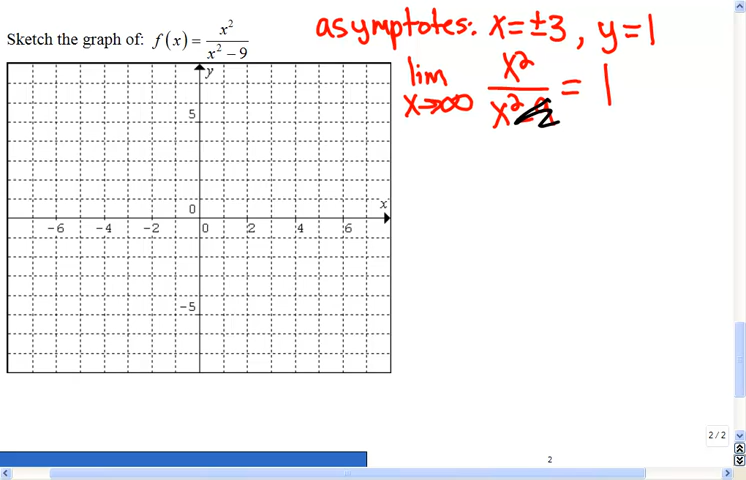 Sketch the graph of: f(x) = x² / (x² − 9)
asymptotes: x = ±3, y = 1
lim x→∞ x² / (x² − 9) = 1
y
5
0
x
−6 −4 −2 0 2 4 6
−5
2 / 2
2